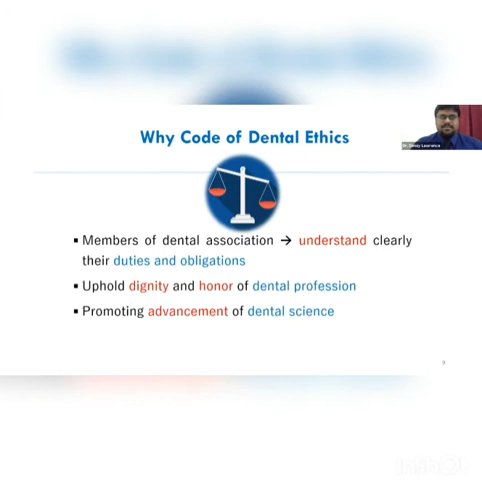 Why Code of Dental Ethics
▪ Members of dental association → understand clearly
their duties and obligations
▪ Uphold dignity and honor of dental profession
▪ Promoting advancement of dental science